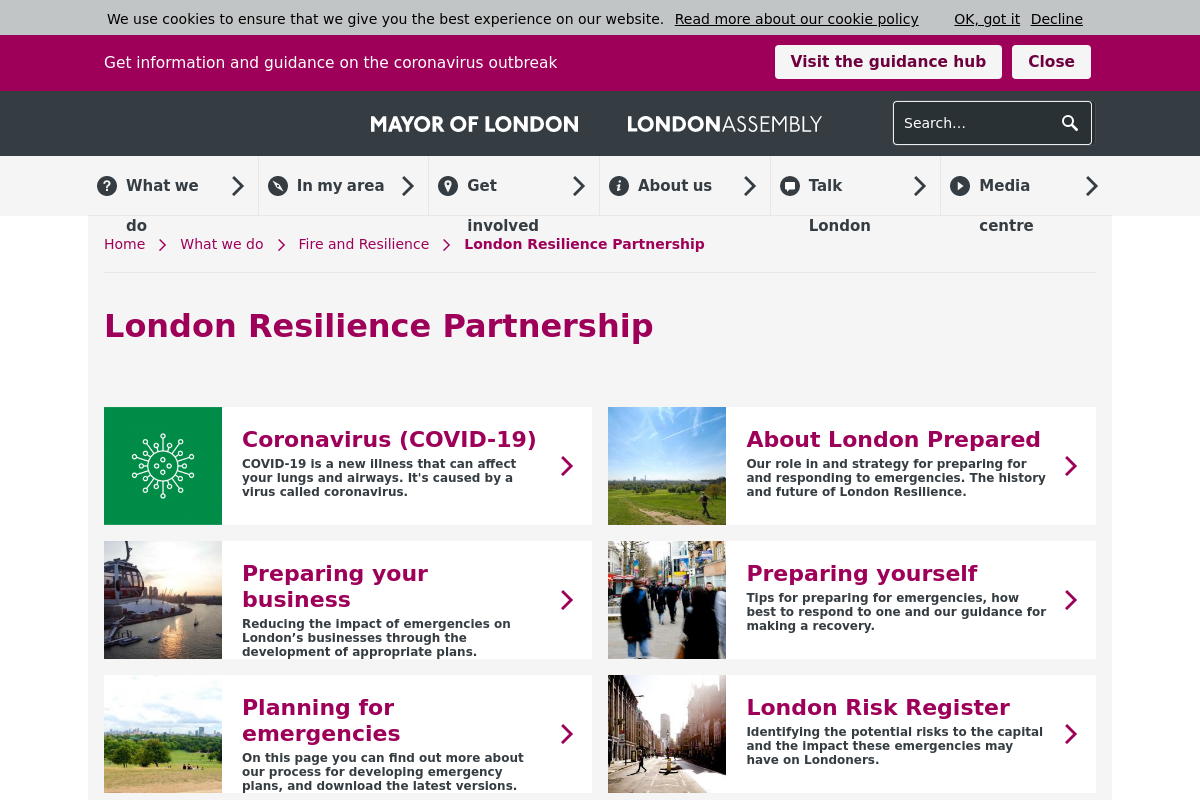 We use cookies to ensure that we give you the best experience on our website. Read more about our cookie policy OK, got it Decline
Get information and guidance on the coronavirus outbreak Visit the guidance hub Close
MAYOR OF LONDON LONDONASSEMBLY Search...
What we do
In my area
Get involved
About us
Talk London
Media centre
Home What we do Fire and Resilience London Resilience Partnership
London Resilience Partnership
Coronavirus (COVID-19)
COVID-19 is a new illness that can affect
your lungs and airways. It's caused by a
virus called coronavirus.
About London Prepared
Our role in and strategy for preparing for
and responding to emergencies. The history
and future of London Resilience.
Preparing your
business
Reducing the impact of emergencies on
London’s businesses through the
development of appropriate plans.
Preparing yourself
Tips for preparing for emergencies, how
best to respond to one and our guidance for
making a recovery.
Planning for
emergencies
On this page you can find out more about
our process for developing emergency
plans, and download the latest versions.
London Risk Register
Identifying the potential risks to the capital
and the impact these emergencies may
have on Londoners.